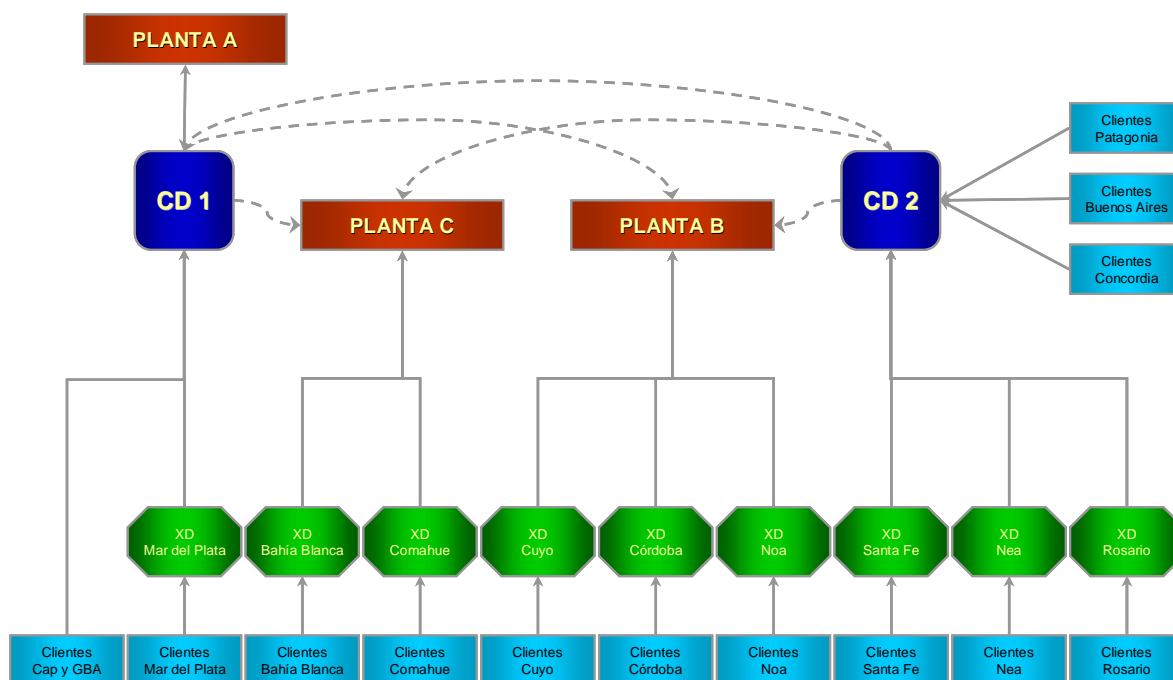 PLANTA A
Clientes
Patagonia
CD 1
PLANTA C
PLANTA B
CD 2
Clientes
Buenos Aires
Clientes
Concordia
XD
Mar del Plata
XD
Bahía Blanca
XD
Comahue
XD
Cuyo
XD
Córdoba
XD
Noa
XD
Santa Fe
XD
Nea
XD
Rosario
Clientes
Cap y GBA
Clientes
Mar del Plata
Clientes
Bahía Blanca
Clientes
Comahue
Clientes
Cuyo
Clientes
Córdoba
Clientes
Noa
Clientes
Santa Fe
Clientes
Nea
Clientes
Rosario